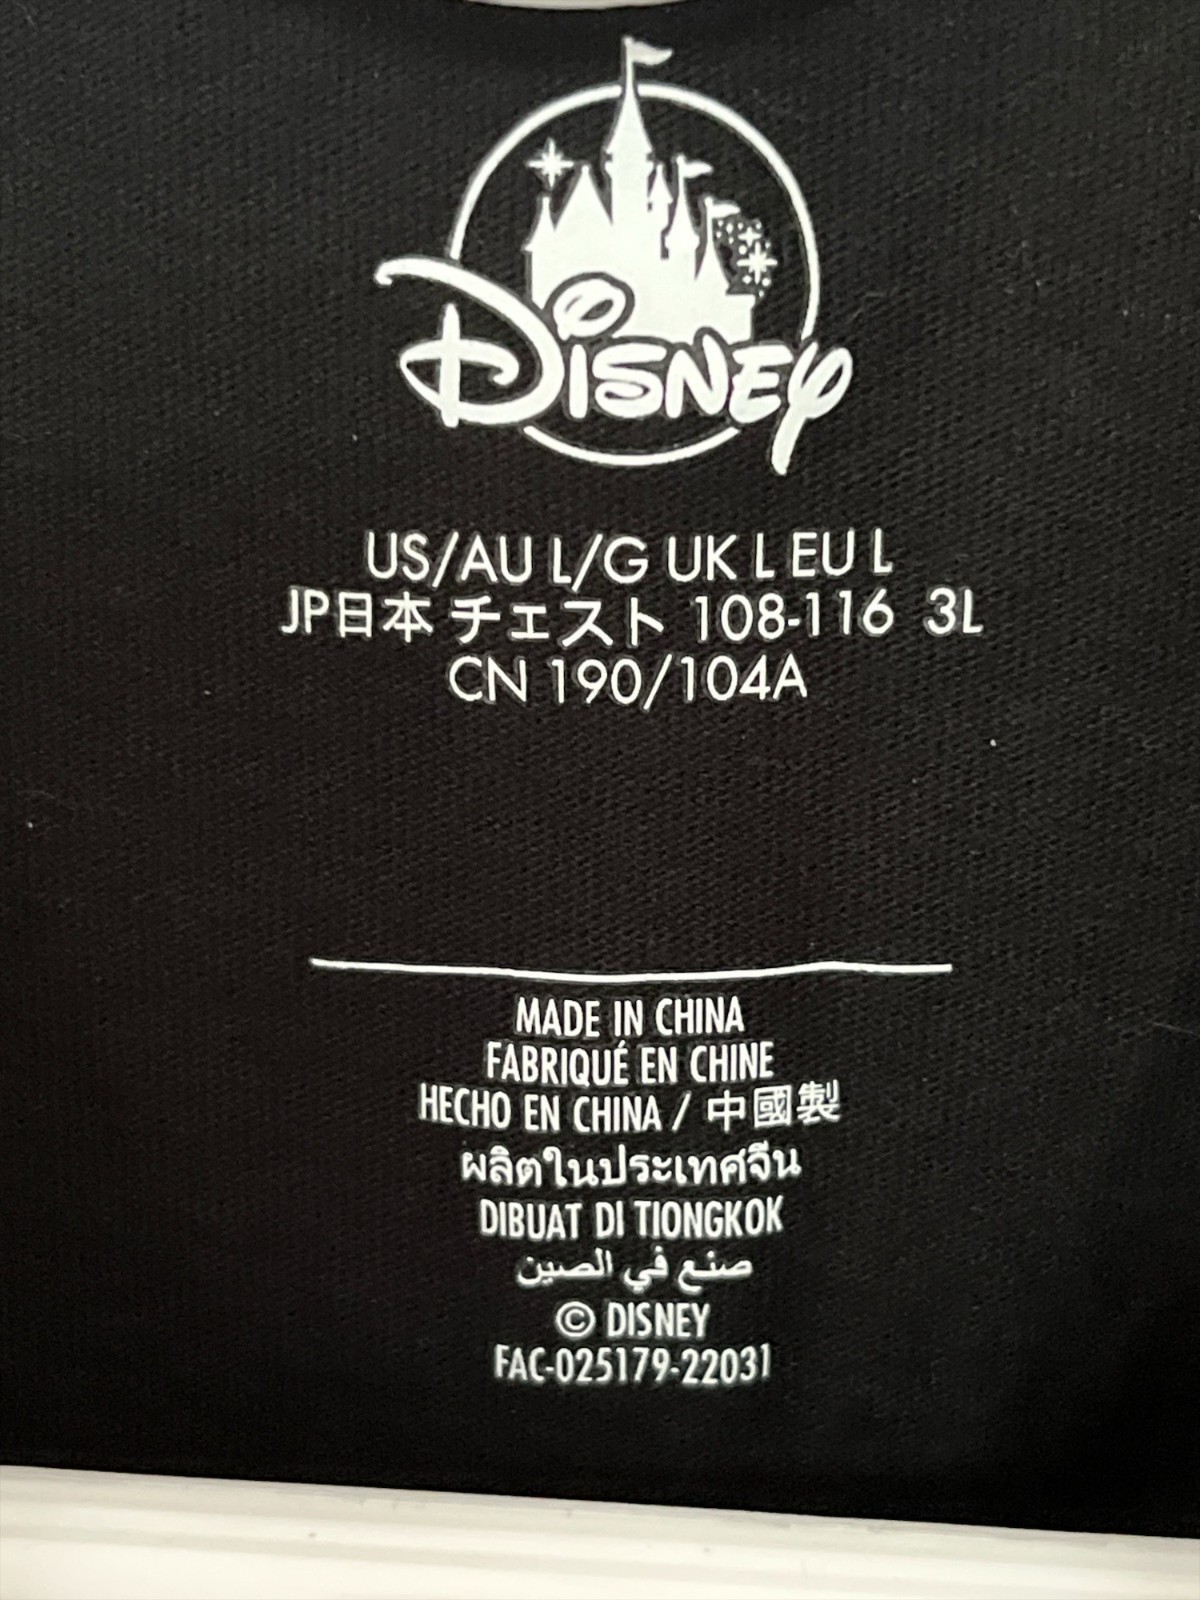 Disney
US/AU L/G UK L EU L
JP日本 チェスト 108-116 3L
CN 190/104A
MADE IN CHINA
FABRIQUÉ EN CHINE
HECHO EN CHINA / 中國製
ผลิตในประเทศจีน
DIBUAT DI TIONGKOK
صنع في الصين
© DISNEY
FAC-025179-22031